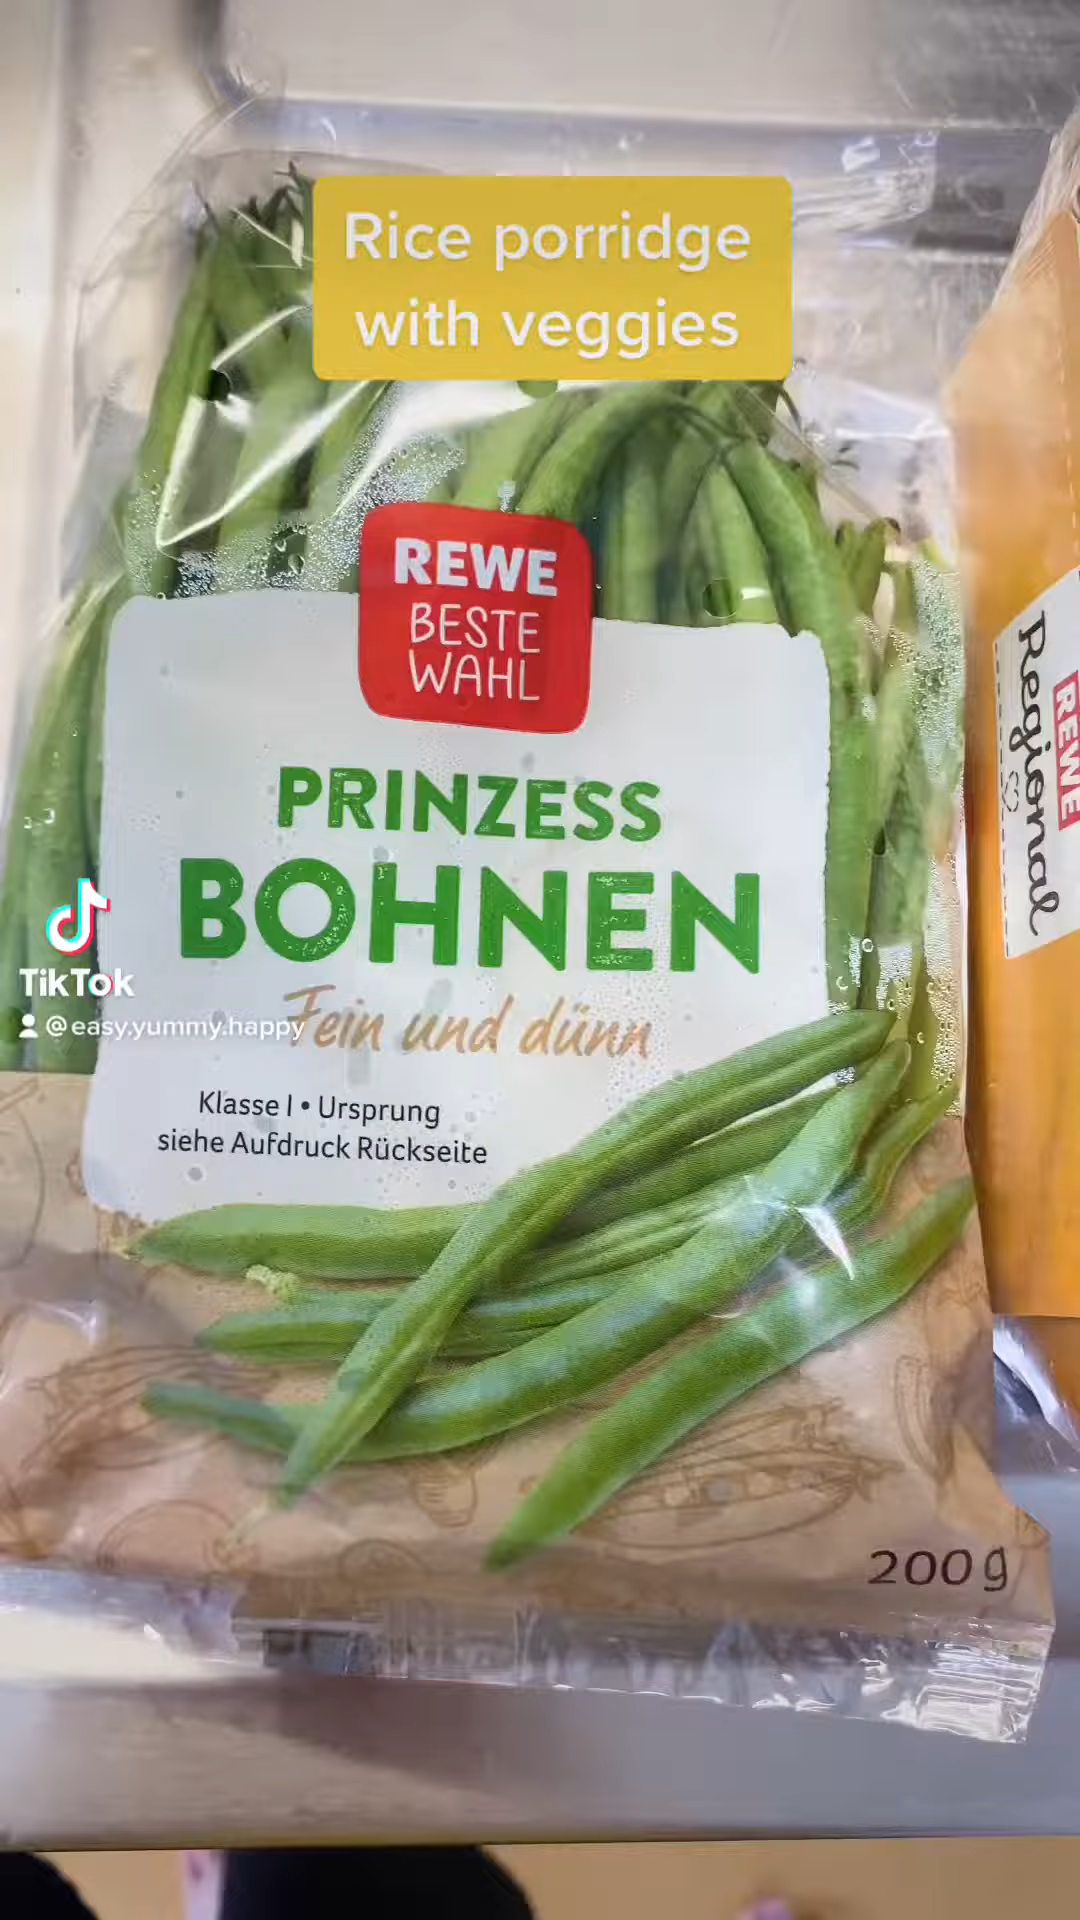 Rice porridge
with veggies
REWE
BESTE
WAHL
PRINZESS
BOHNEN
Fein und dünn
Klasse I • Ursprung
siehe Aufdruck Rückseite
200 g
REWE
Regional
TikTok
@easy.yummy.happy